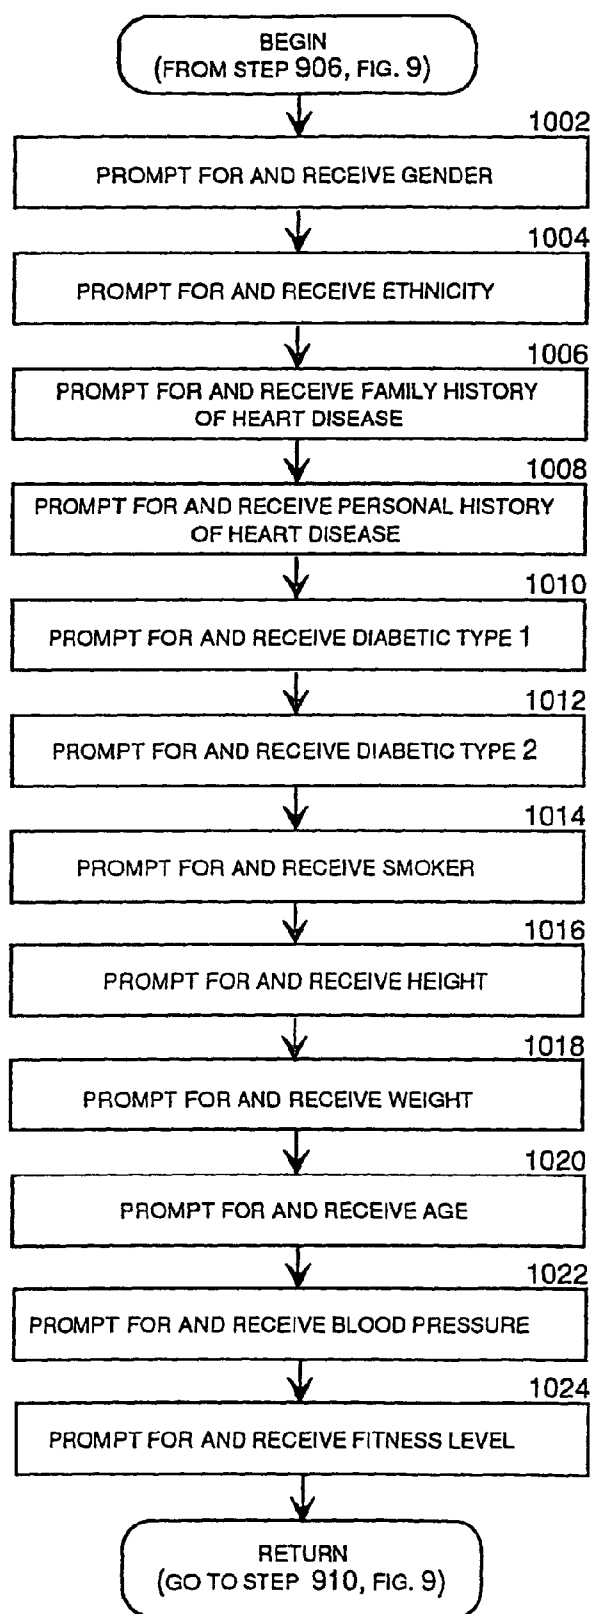 BEGIN
(FROM STEP 906, FIG. 9)
1002
PROMPT FOR AND RECEIVE GENDER
1004
PROMPT FOR AND RECEIVE ETHNICITY
1006
PROMPT FOR AND RECEIVE FAMILY HISTORY
OF HEART DISEASE
1008
PROMPT FOR AND RECEIVE PERSONAL HISTORY
OF HEART DISEASE
1010
PROMPT FOR AND RECEIVE DIABETIC TYPE 1
1012
PROMPT FOR AND RECEIVE DIABETIC TYPE 2
1014
PROMPT FOR AND RECEIVE SMOKER
1016
PROMPT FOR AND RECEIVE HEIGHT
1018
PROMPT FOR AND RECEIVE WEIGHT
1020
PROMPT FOR AND RECEIVE AGE
1022
PROMPT FOR AND RECEIVE BLOOD PRESSURE
1024
PROMPT FOR AND RECEIVE FITNESS LEVEL
RETURN
(GO TO STEP 910, FIG. 9)